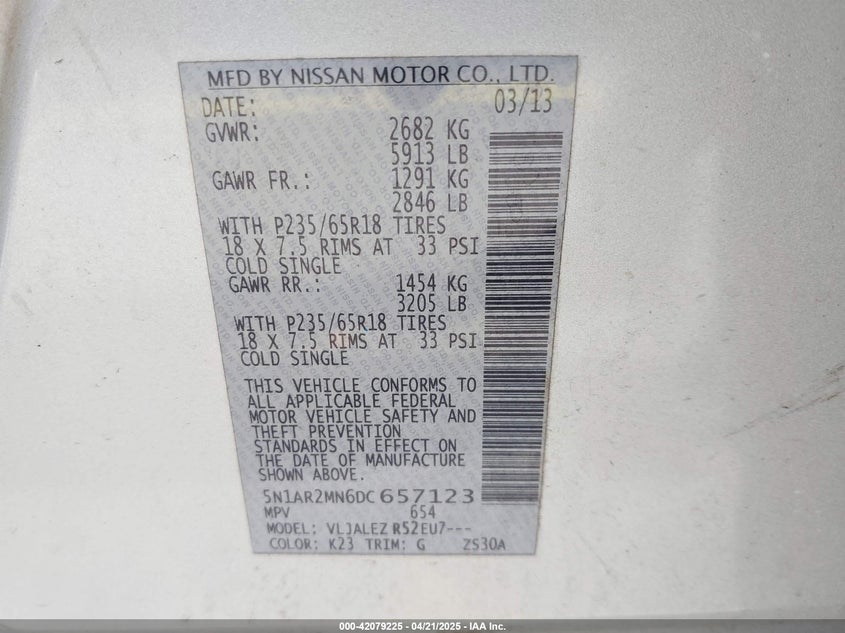 MFD BY NISSAN MOTOR CO., LTD.
DATE: 03/13
GVWR: 2682 KG
5913 LB
GAWR FR.: 1291 KG
2846 LB
WITH P235/65R18 TIRES
18 X 7.5 RIMS AT 33 PSI
COLD SINGLE
GAWR RR.: 1454 KG
3205 LB
WITH P235/65R18 TIRES
18 X 7.5 RIMS AT 33 PSI
COLD SINGLE
THIS VEHICLE CONFORMS TO
ALL APPLICABLE FEDERAL
MOTOR VEHICLE SAFETY AND
THEFT PREVENTION
STANDARDS IN EFFECT ON
THE DATE OF MANUFACTURE
SHOWN ABOVE.
5N1AR2MN6DC657123
MPV 654
MODEL: VLJALEZ R52EU7---
COLOR: K23 TRIM: G ZS30A
000-42079225 - 04/21/2025 - IAA Inc.